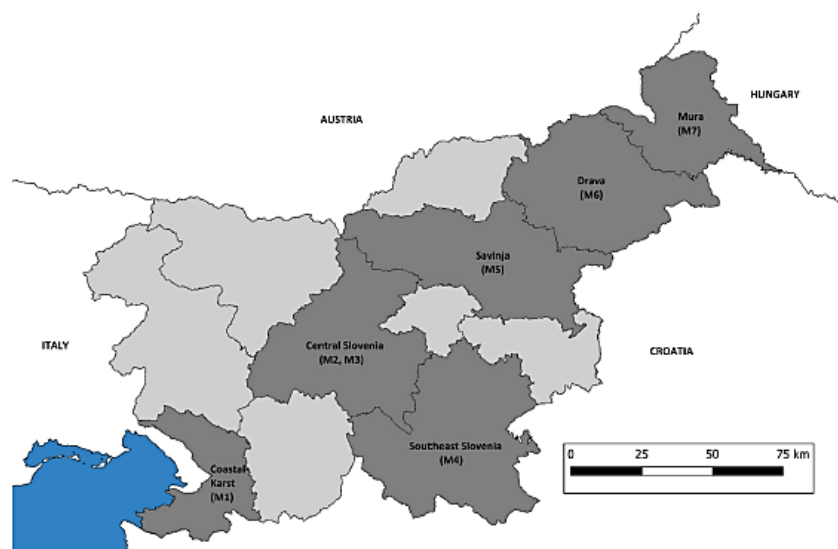 HUNGARY
Mura
(M7)
AUSTRIA
Drava
(M6)
Savinja
(M5)
ITALY
Central Slovenia
(M2, M3)
CROATIA
Southeast Slovenia
(M4)
Coastal-
Karst
(M1)
0 25 50 75 km